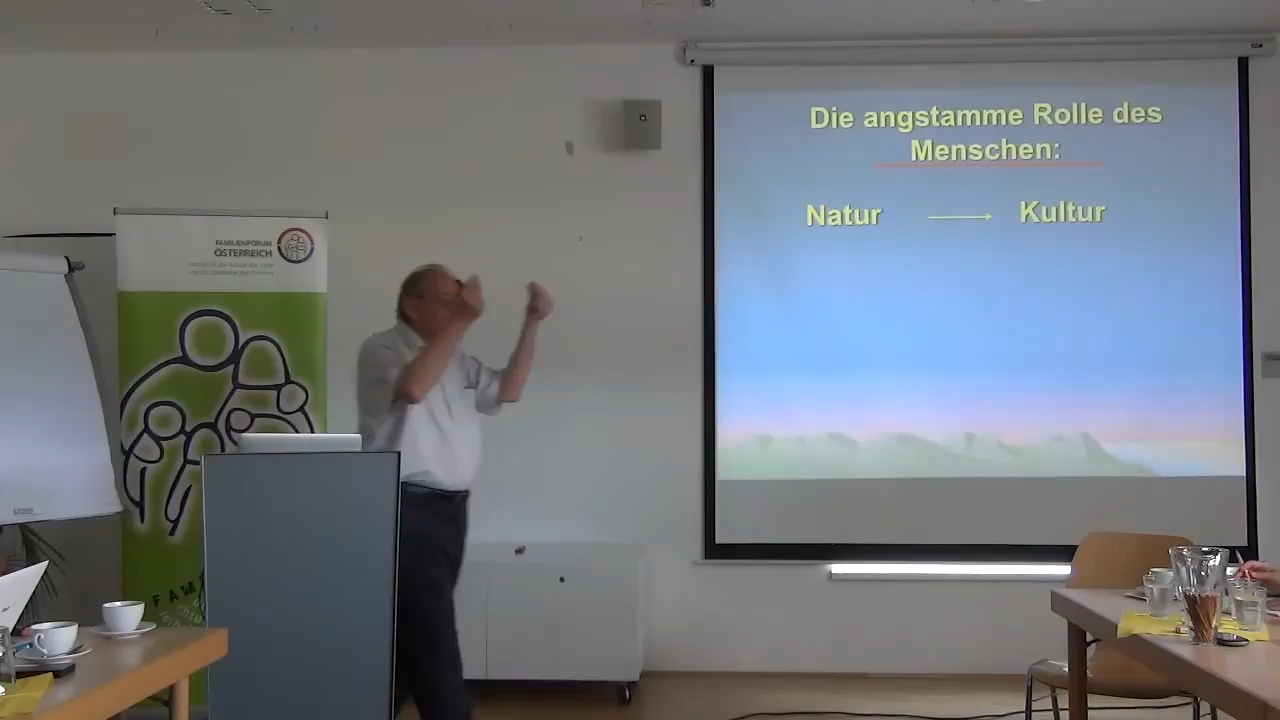 Die angstamme Rolle des
Menschen:
Natur → Kultur
FAMILIENFORUM
ÖSTERREICH